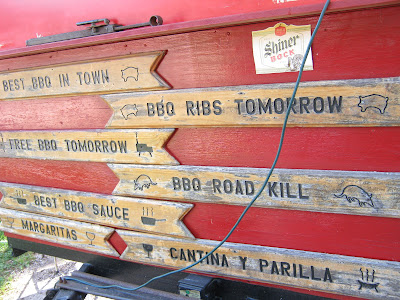 Shiner
BOCK
BEST BBQ IN TOWN
BBQ RIBS TOMORROW
FREE BBQ TOMORROW
BBQ ROAD KILL
BEST BBQ SAUCE
MARGARITAS
CANTINA Y PARILLA